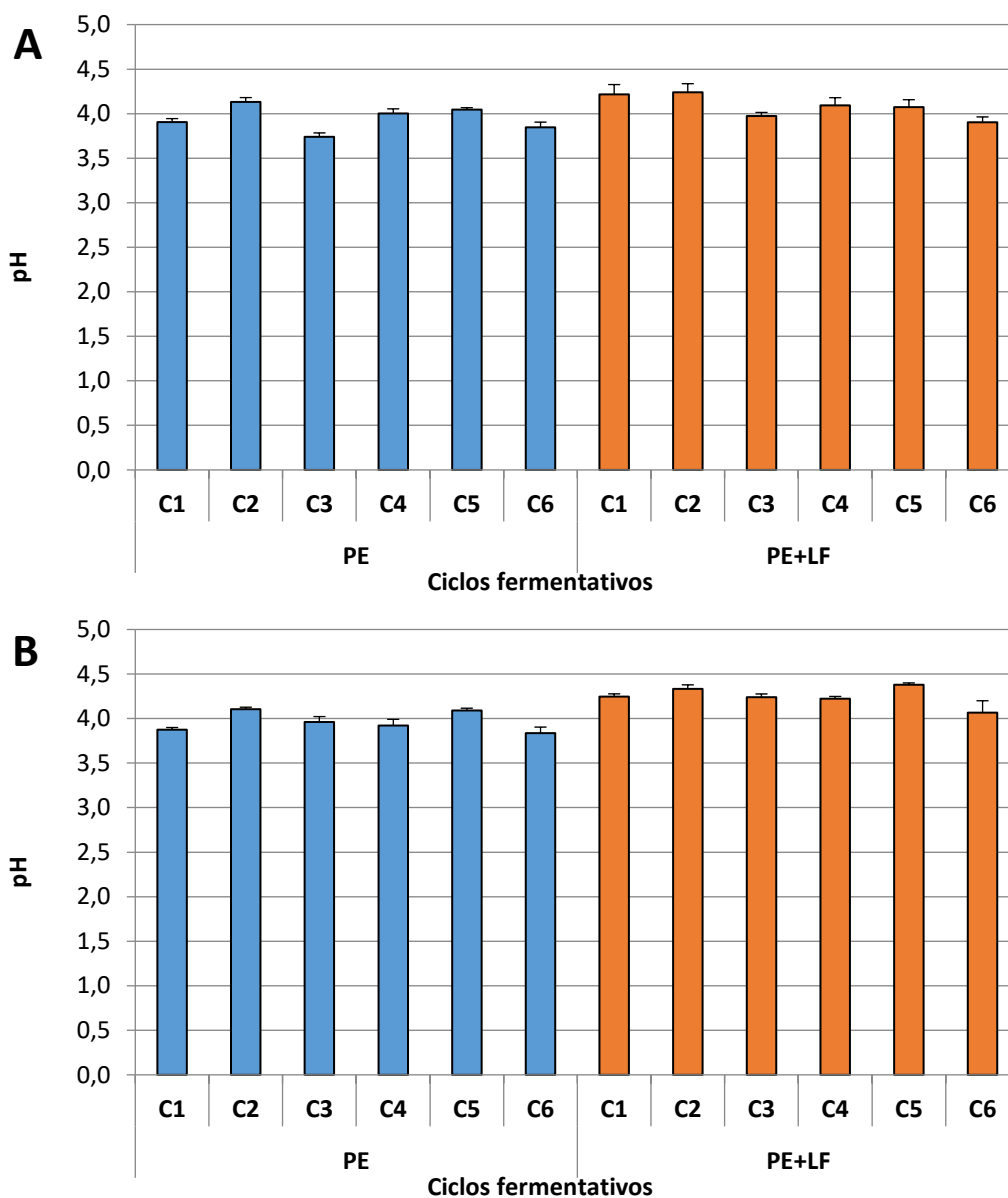 A
5,0
4,5
4,0
3,5
3,0
2,5
2,0
1,5
1,0
0,5
0,0
pH
C1 C2 C3 C4 C5 C6 C1 C2 C3 C4 C5 C6
PE PE+LF
Ciclos fermentativos
B
5,0
4,5
4,0
3,5
3,0
2,5
2,0
1,5
1,0
0,5
0,0
pH
C1 C2 C3 C4 C5 C6 C1 C2 C3 C4 C5 C6
PE PE+LF
Ciclos fermentativos